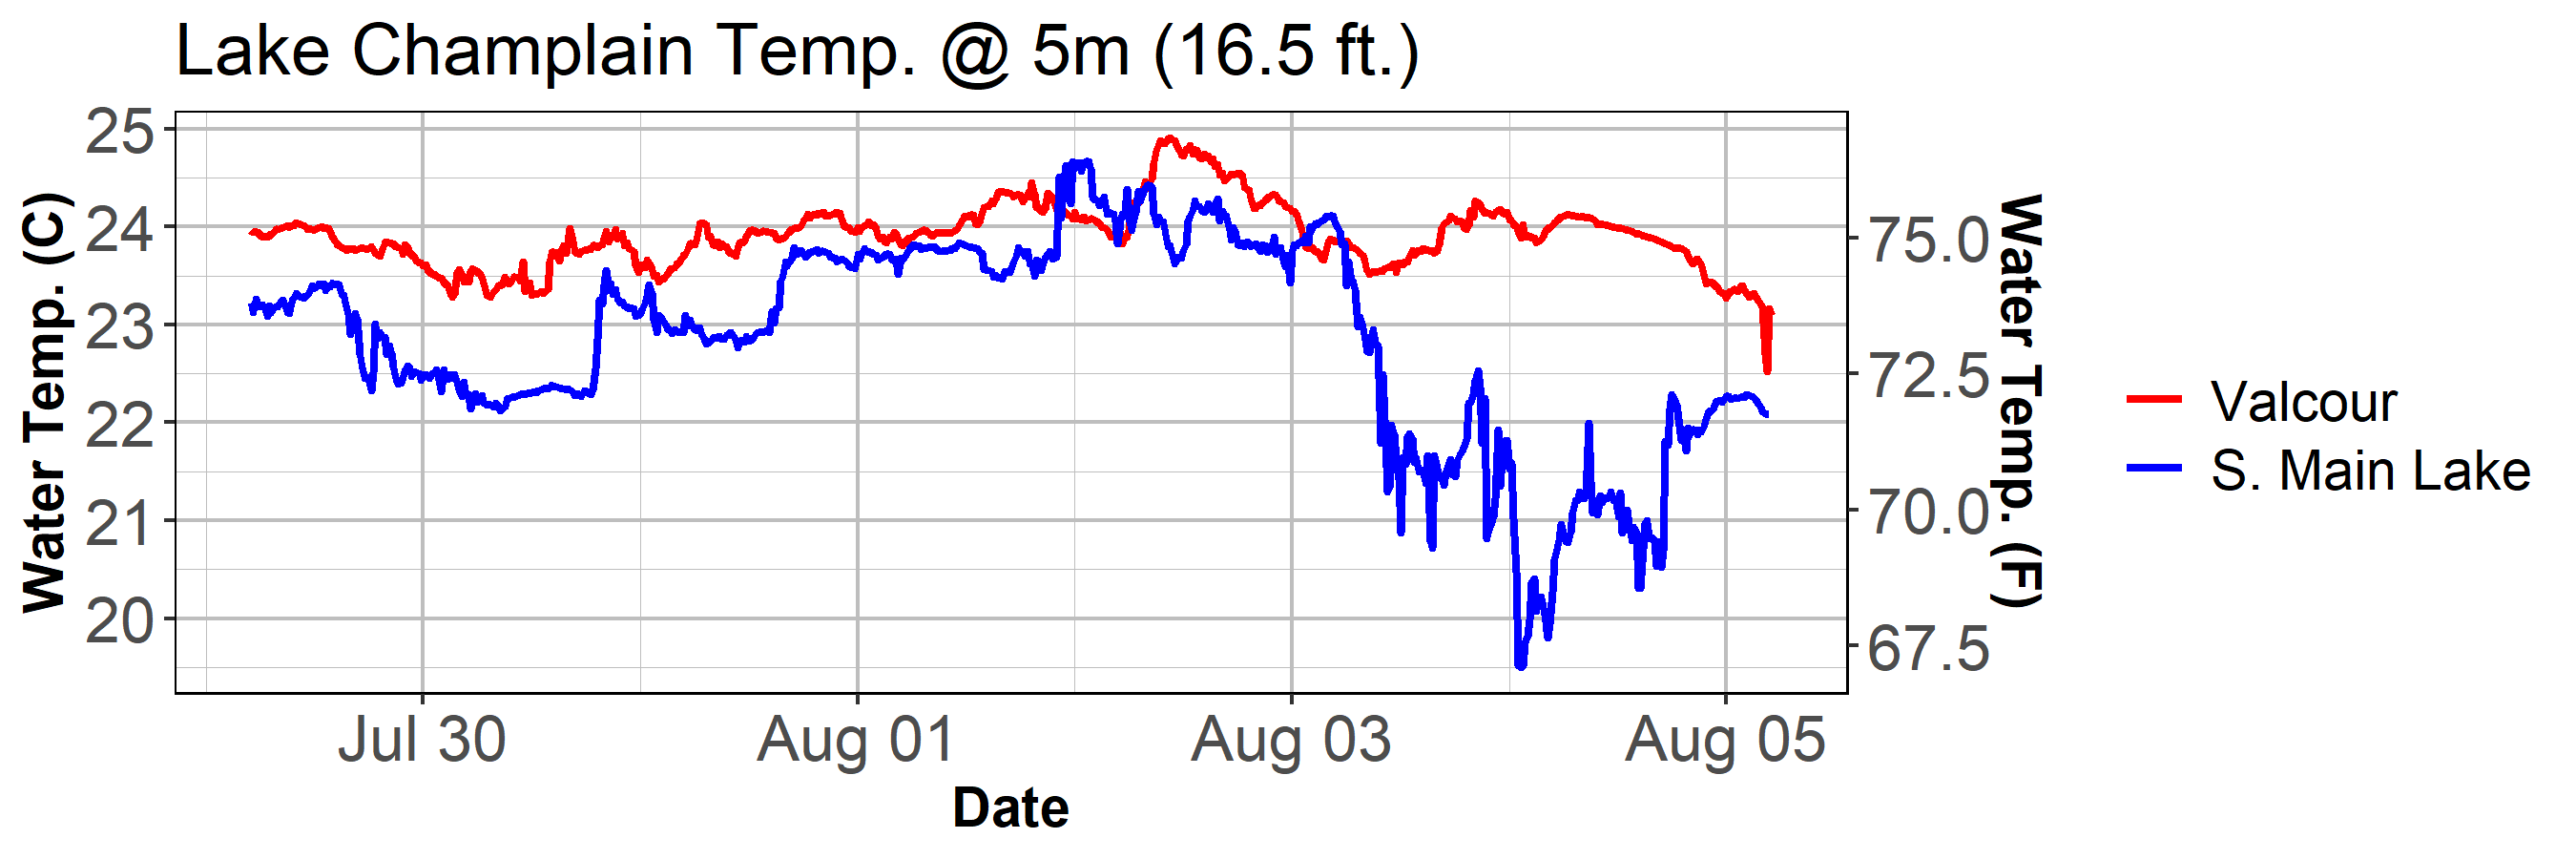 Lake Champlain Temp. @ 5m (16.5 ft.)
Water Temp. (C)
25
24
23
22
21
20
75.0
72.5
70.0
67.5
Water Temp. (F)
Jul 30
Aug 01
Aug 03
Aug 05
Date
Valcour
S. Main Lake